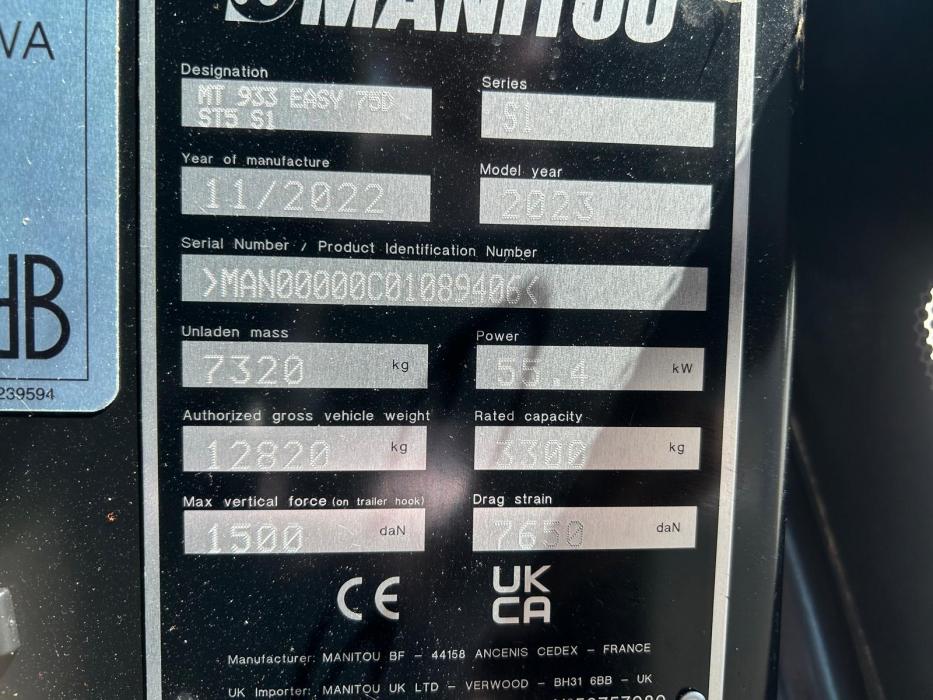 MANITOU
WA
Designation
MT 933 EASY 75D
ST5 S1
Series
S1
Year of manufacture
11/2022
Model year
2023
Serial Number / Product Identification Number
>MAN00000C01089406<
Unladen mass
7320 kg
Power
55.4 kW
dB
239594
Authorized gross vehicle weight
12820 kg
Rated capacity
3300 kg
Max vertical force (on trailer hook)
1500 daN
Drag strain
7650 daN
CE
UK
CA
Manufacturer: MANITOU BF - 44158 ANCENIS CEDEX - FRANCE
UK Importer: MANITOU UK LTD - VERWOOD - BH31 6BB - UK